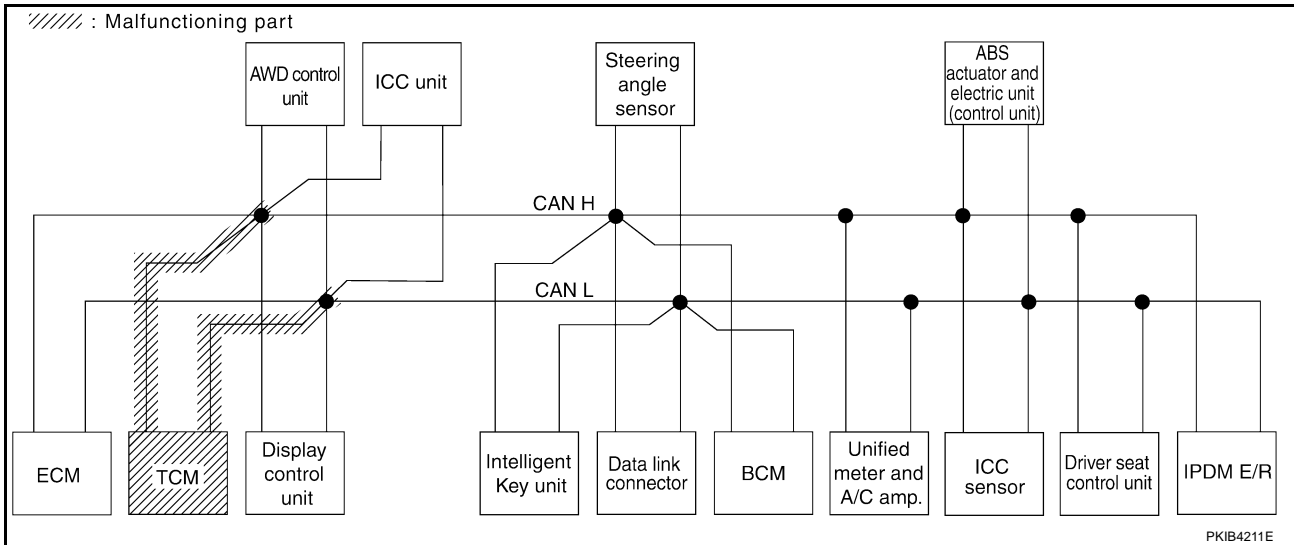 : Malfunctioning part
AWD control
unit
ICC unit
Steering
angle
sensor
ABS
actuator and
electric unit
(control unit)
CAN H
CAN L
ECM
TCM
Display
control
unit
Intelligent
Key unit
Data link
connector
BCM
Unified
meter and
A/C amp.
ICC
sensor
Driver seat
control unit
IPDM E/R
PKIB4211E